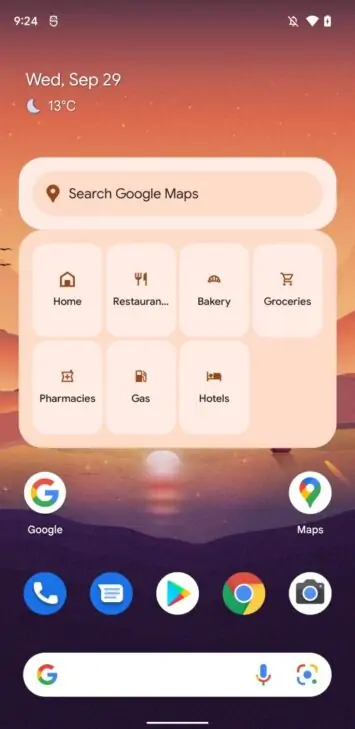 9:24
Wed, Sep 29
13°C
Search Google Maps
Home
Restauran...
Bakery
Groceries
Pharmacies
Gas
Hotels
Google
Maps